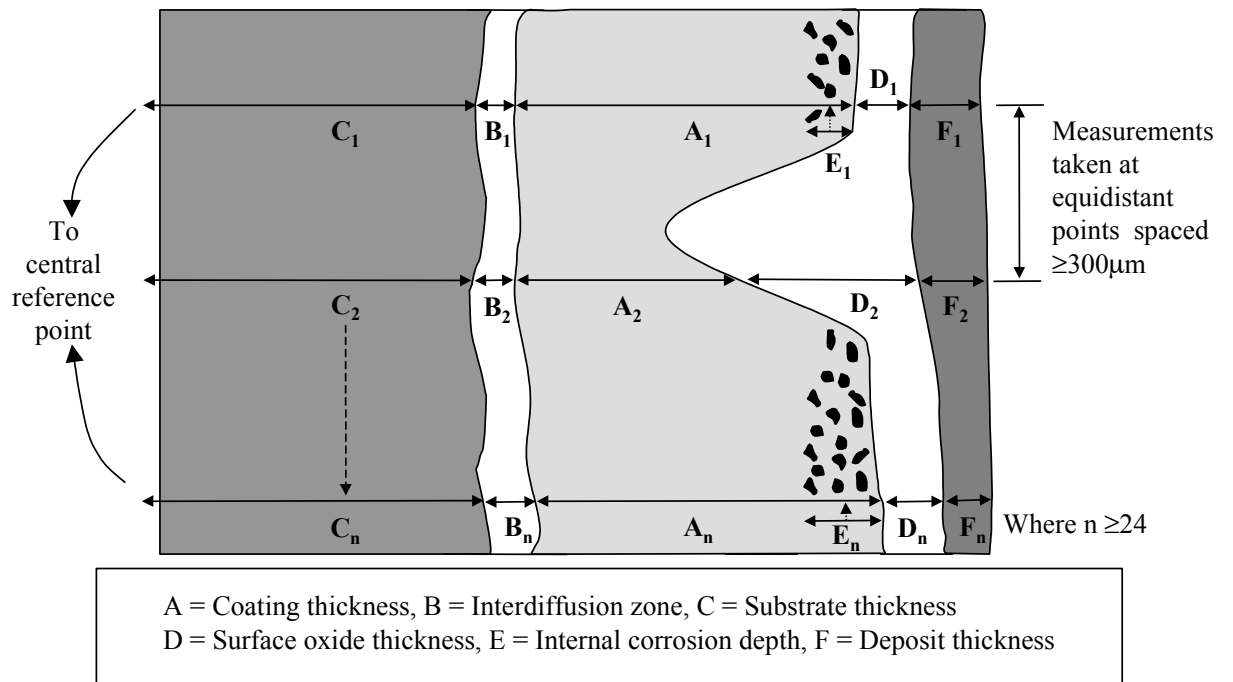 D1
C1
B1
A1
E1
F1
Measurements
taken at
equidistant
points spaced
≥300μm
To
central
reference
point
C2
B2
A2
D2
F2
Cn
Bn
An
En
Dn
Fn
Where n ≥24
A = Coating thickness, B = Interdiffusion zone, C = Substrate thickness
D = Surface oxide thickness, E = Internal corrosion depth, F = Deposit thickness